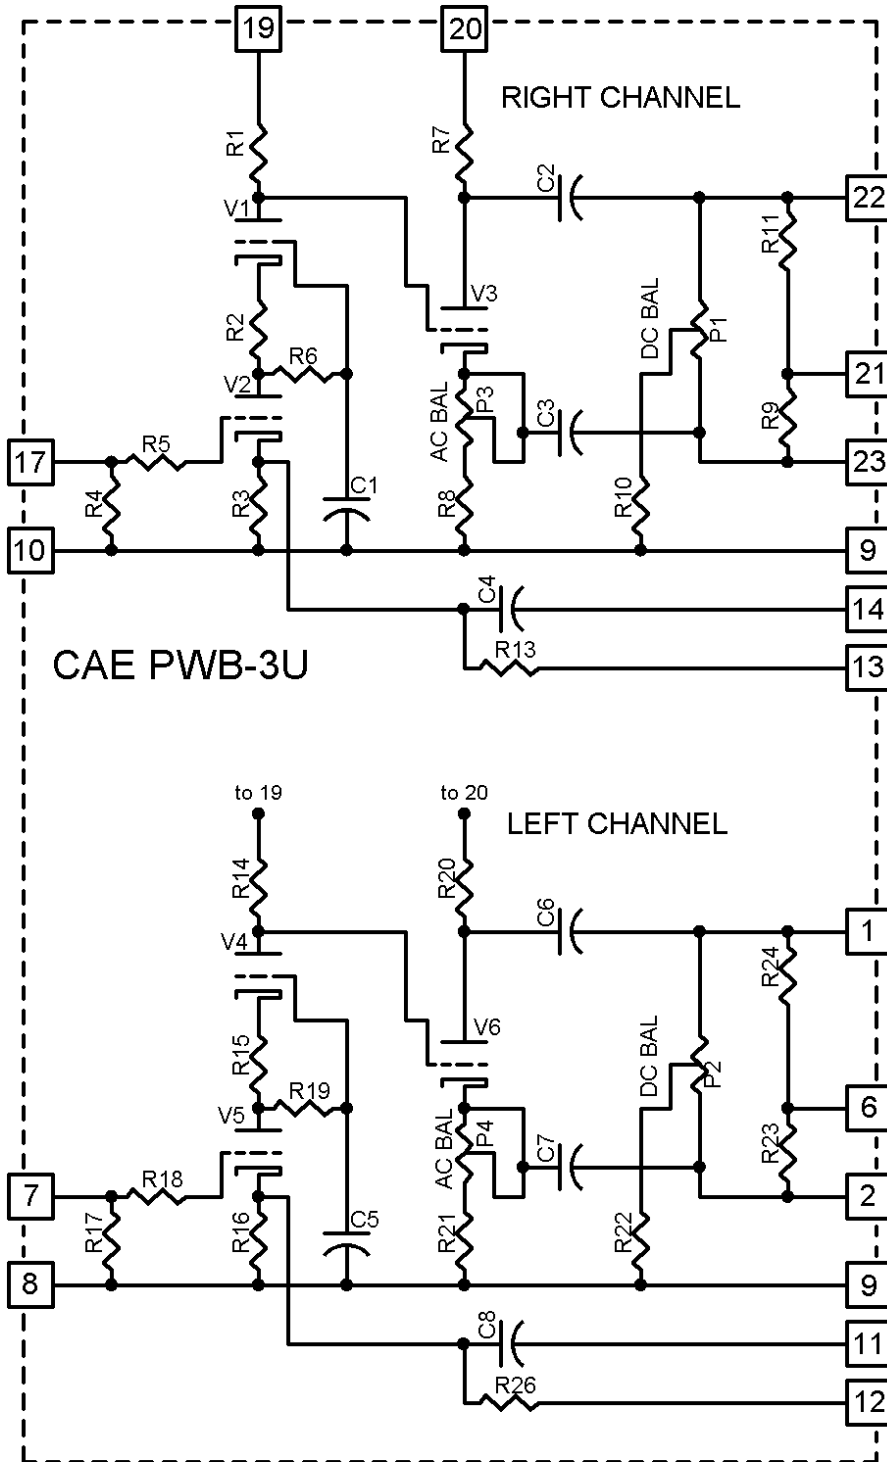 19
20
RIGHT CHANNEL
R1
R7
C2
22
V1
R11
V3
DC BAL
P1
R2
R6
21
V2
AC BAL
P3
C3
R9
17
R5
23
R4
R3
C1
R8
R10
10
9
C4
14
CAE PWB-3U
R13
13
to 19
to 20
LEFT CHANNEL
R14
R20
C6
1
V4
R24
V6
DC BAL
P2
R15
R19
6
V5
AC BAL
P4
C7
R23
7
R18
2
R17
R16
C5
R21
R22
8
9
C8
11
R26
12